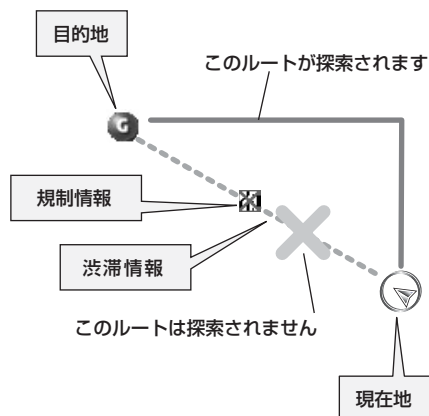 目的地
このルートが探索されます
G
規制情報
渋滞情報
このルートは探索されません
現在地